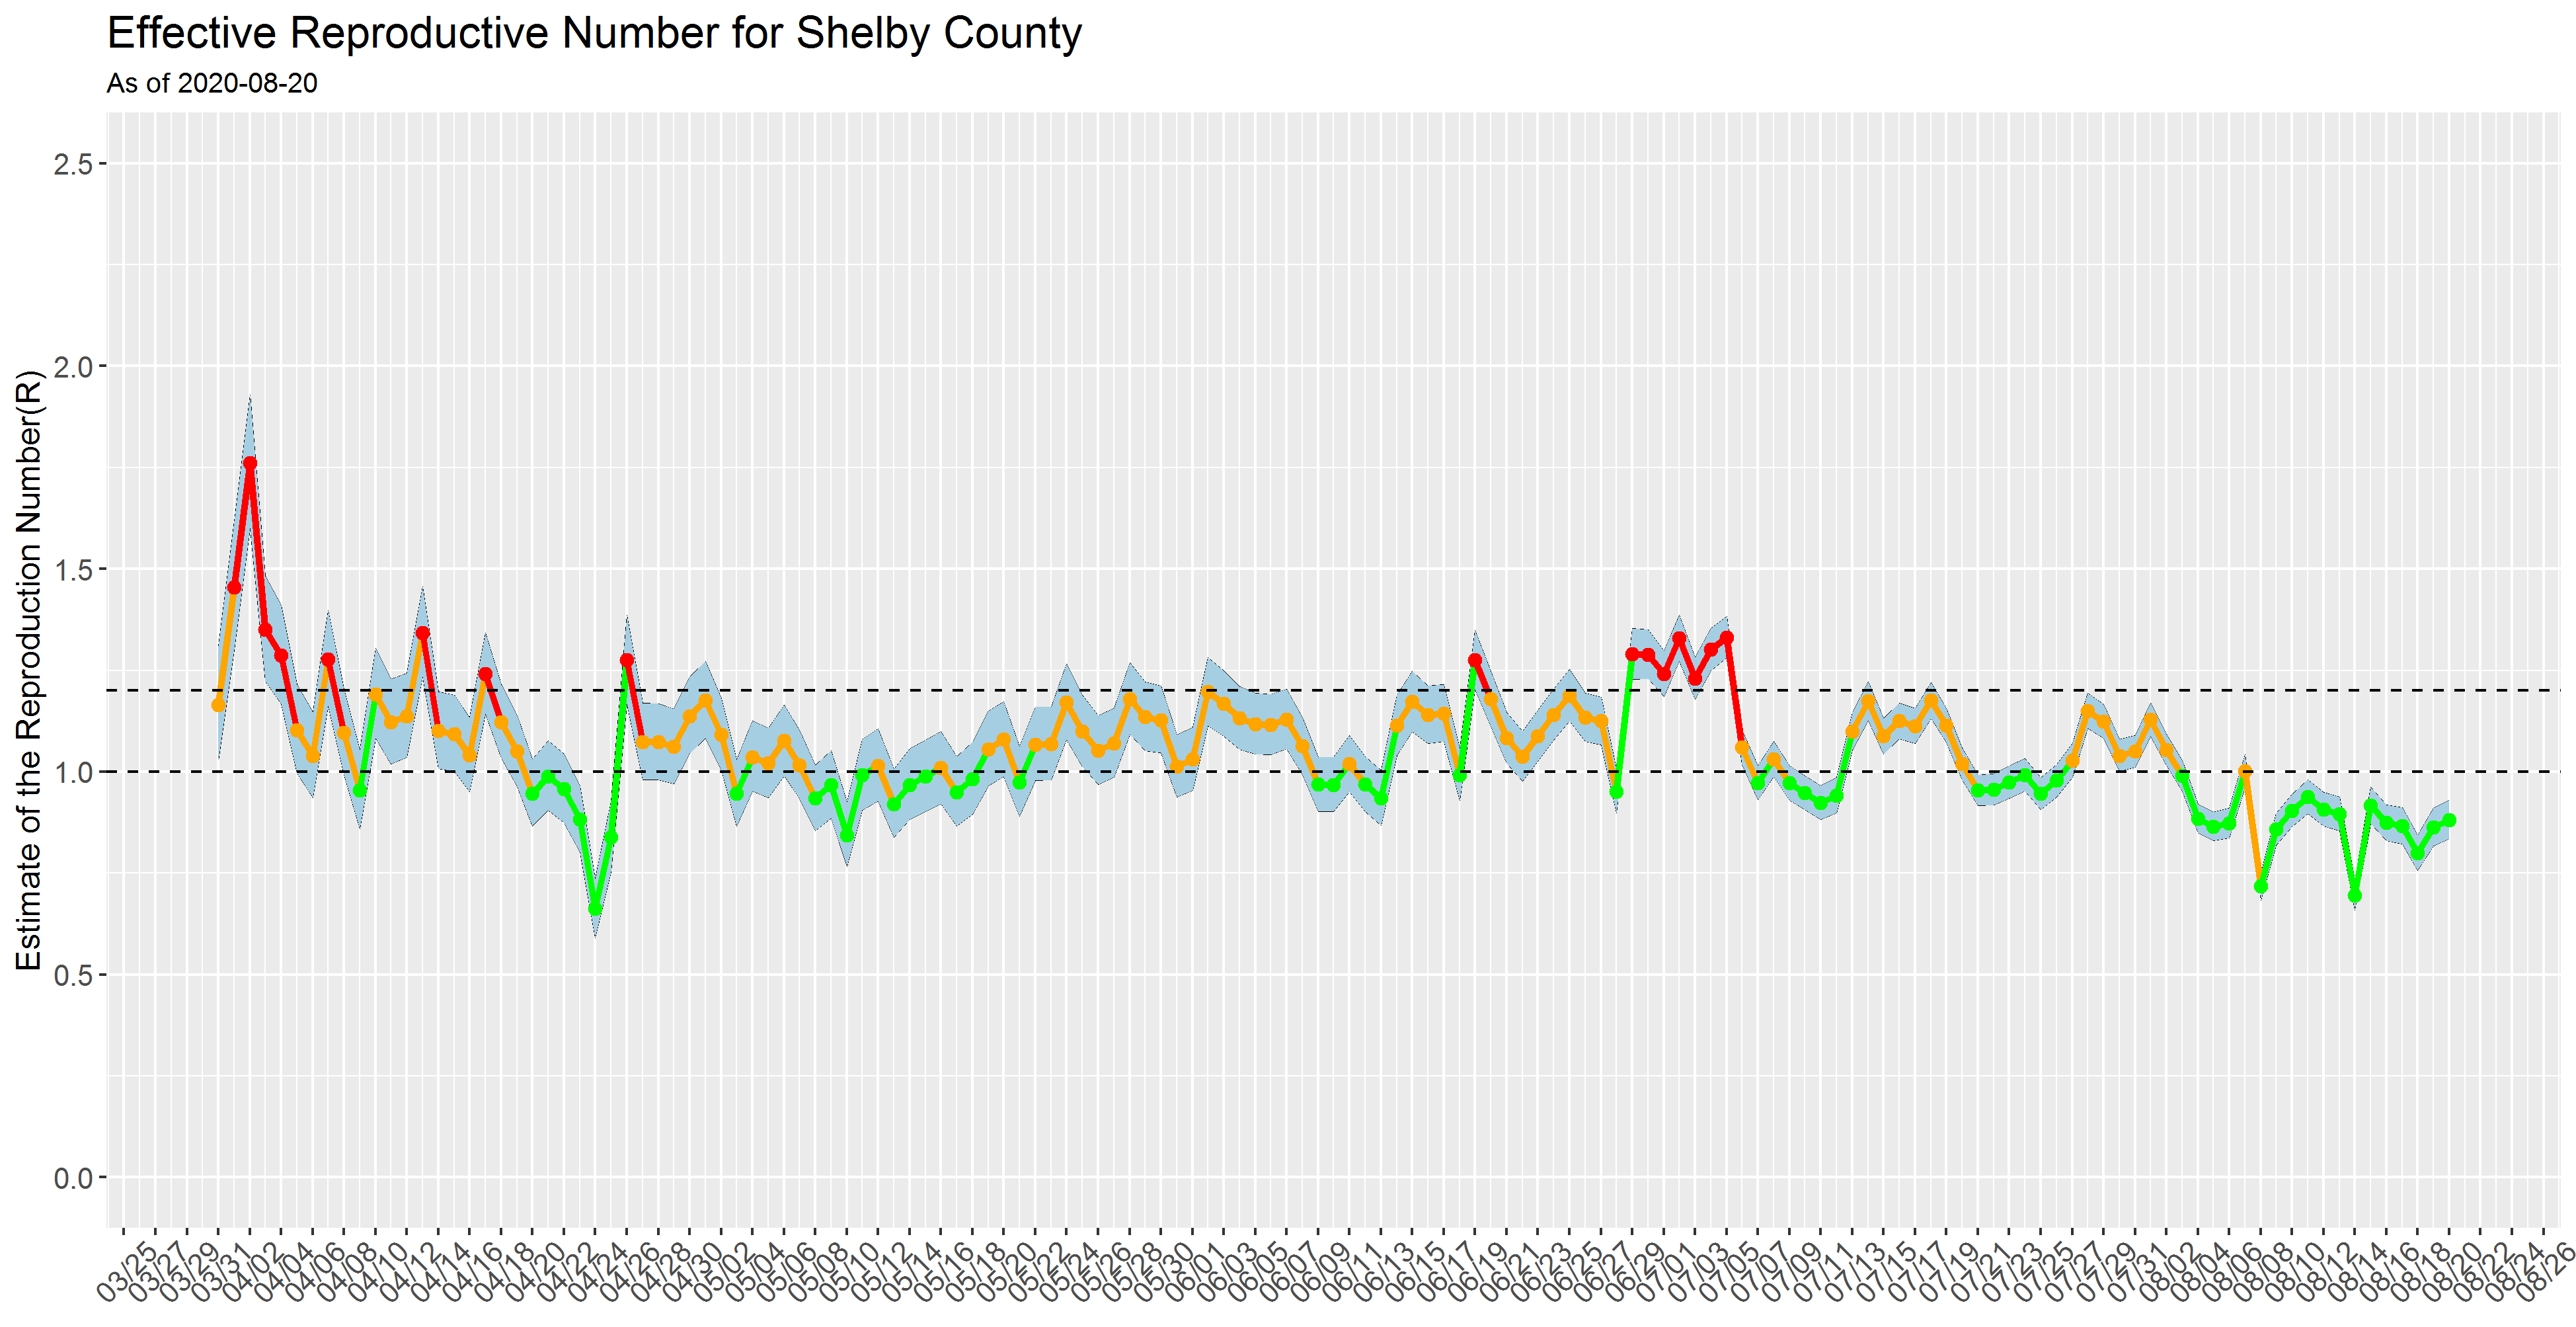 Effective Reproductive Number for Shelby County
As of 2020-08-20
Estimate of the Reproduction Number(R)
2.5
2.0
1.5
1.0
0.5
0.0
03/25 03/27 03/29 03/31 04/02 04/04 04/06 04/08 04/10 04/12 04/14 04/16 04/18 04/20 04/22 04/24 04/26 04/28 04/30 05/02 05/04 05/06 05/08 05/10 05/12 05/14 05/16 05/18 05/20 05/22 05/24 05/26 05/28 05/30 06/01 06/03 06/05 06/07 06/09 06/11 06/13 06/15 06/17 06/19 06/21 06/23 06/25 06/27 06/29 07/01 07/03 07/05 07/07 07/09 07/11 07/13 07/15 07/17 07/19 07/21 07/23 07/25 07/27 07/29 07/31 08/02 08/04 08/06 08/08 08/10 08/12 08/14 08/16 08/18 08/20 08/22 08/24 08/26